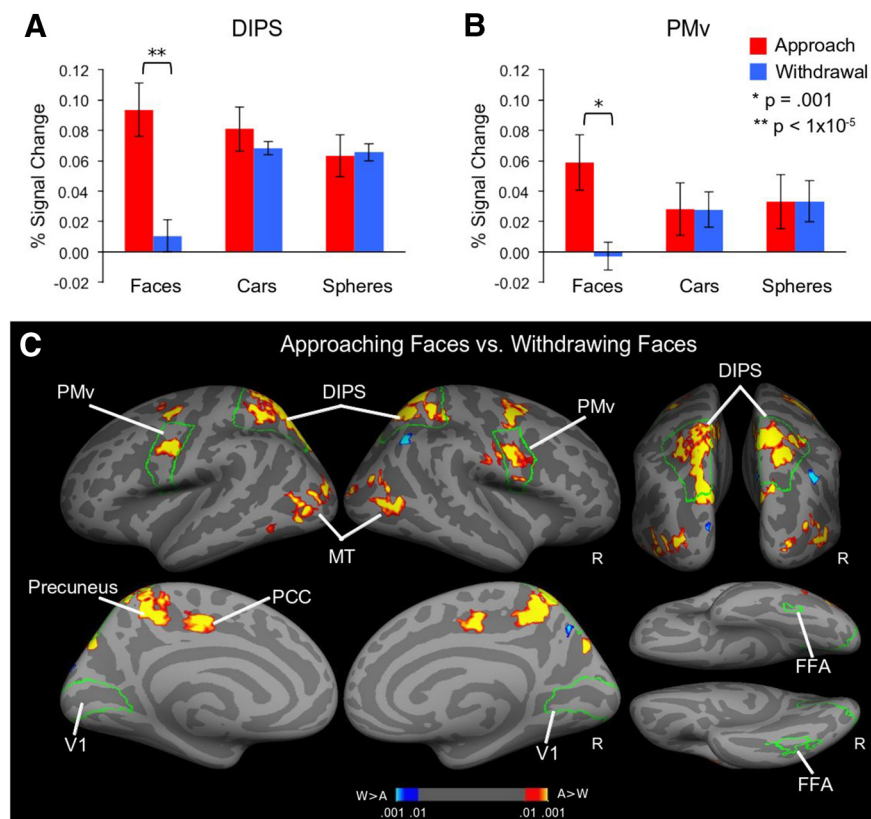 A
DIPS
**
% Signal Change
0.12
0.10
0.08
0.06
0.04
0.02
0.00
-0.02
Faces Cars Spheres
B
PMv
*
% Signal Change
0.12
0.10
0.08
0.06
0.04
0.02
0.00
-0.02
Faces Cars Spheres
Approach
Withdrawal
* p = .001
** p < 1x10-5
C
Approaching Faces vs. Withdrawing Faces
PMv
DIPS
PMv
DIPS
MT
R
R
Precuneus
PCC
V1
V1
R
FFA
R
FFA
W>A
A>W
.001 .01
.01 .001